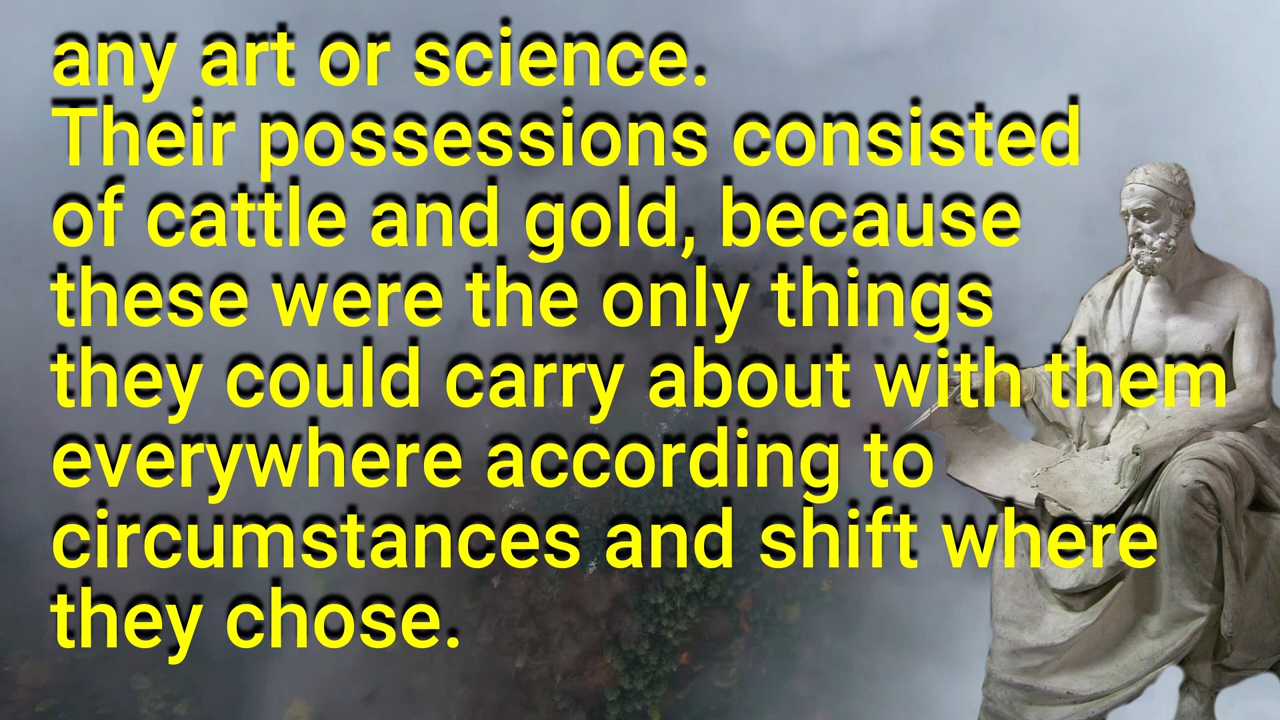 any art or science.
Their possessions consisted
of cattle and gold, because
these were the only things
they could carry about with them
everywhere according to
circumstances and shift where
they chose.